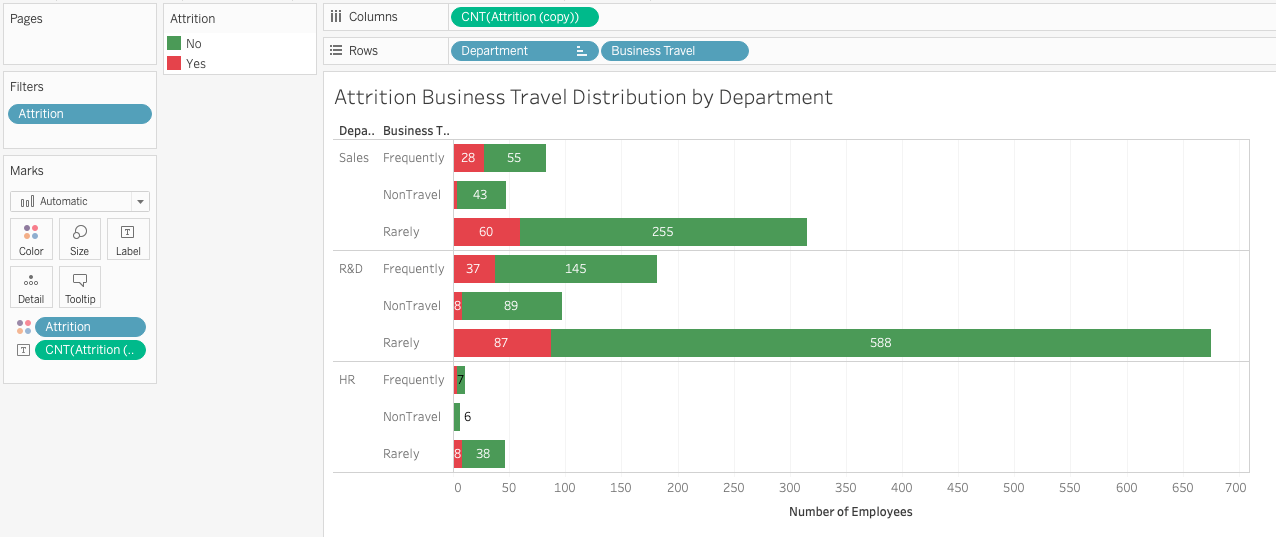 Pages
Attrition
No
Yes
Filters
Attrition
Marks
Automatic
Color
Size
Label
Detail
Tooltip
Attrition
CNT(Attrition (..
Columns
CNT(Attrition (copy))
Rows
Department
Business Travel
Attrition Business Travel Distribution by Department
Depa.. Business T..
Sales Frequently 28 55
NonTravel 43
Rarely 60 255
R&D Frequently 37 145
NonTravel 8 89
Rarely 87 588
HR Frequently 7
NonTravel 6
Rarely 8 38
0 50 100 150 200 250 300 350 400 450 500 550 600 650 700
Number of Employees